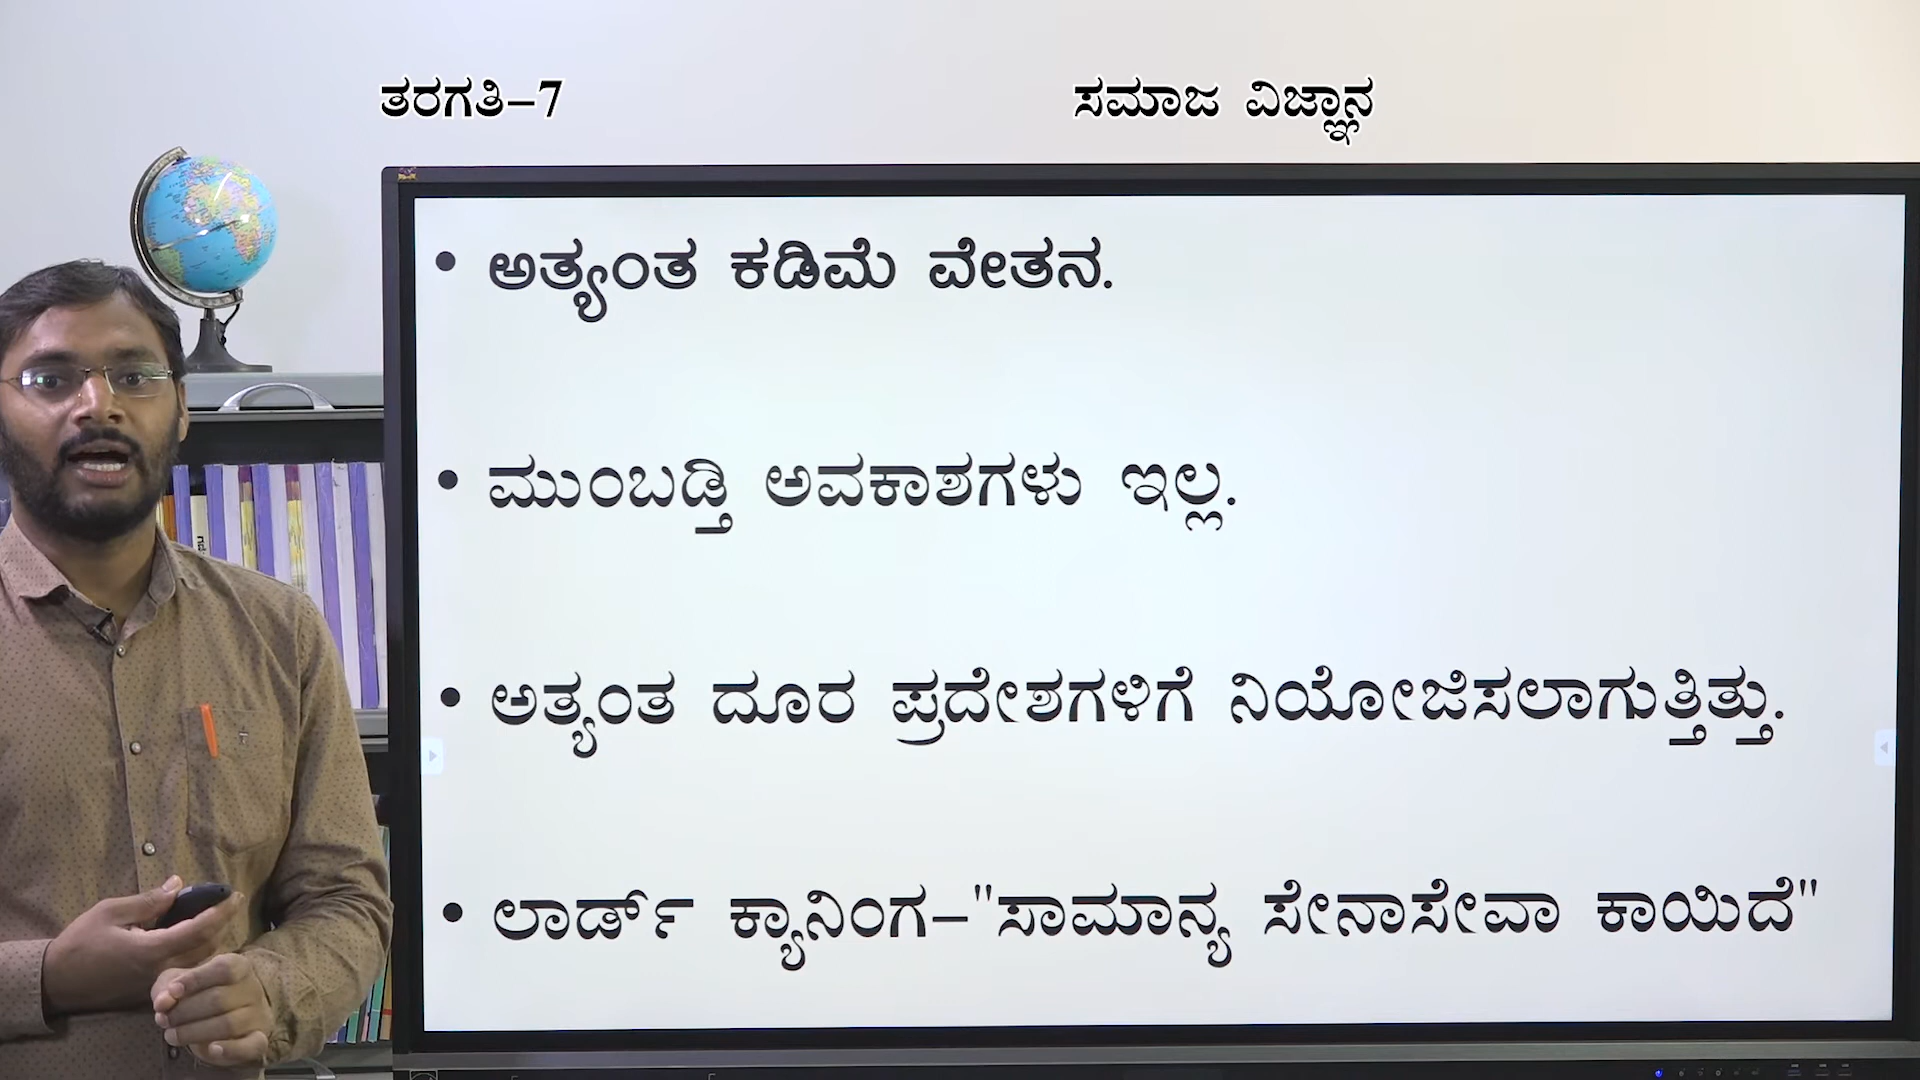 ತರಗತಿ–7
ಸಮಾಜ ವಿಜ್ಞಾನ
• ಅತ್ಯಂತ ಕಡಿಮೆ ವೇತನ.
• ಮುಂಬಡ್ತಿ ಅವಕಾಶಗಳು ಇಲ್ಲ.
• ಅತ್ಯಂತ ದೂರ ಪ್ರದೇಶಗಳಿಗೆ ನಿಯೋಜಿಸಲಾಗುತ್ತಿತ್ತು.
• ಲಾರ್ಡ್ ಕ್ಯಾನಿಂಗ–"ಸಾಮಾನ್ಯ ಸೇನಾಸೇವಾ ಕಾಯಿದೆ"